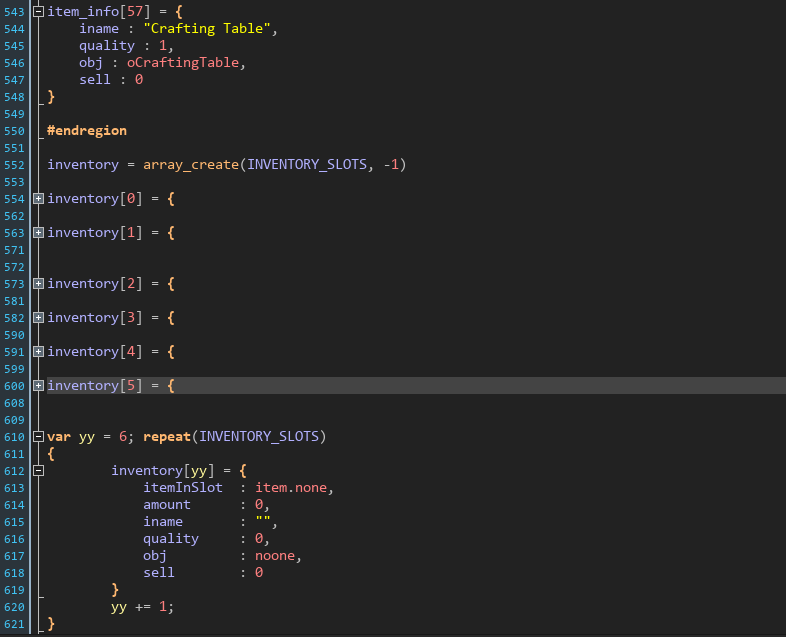 543 item_info[57] = {
544     iname : "Crafting Table",
545     quality : 1,
546     obj : oCraftingTable,
547     sell : 0
548 }
549
550 #endregion
551
552 inventory = array_create(INVENTORY_SLOTS, -1)
553
554 inventory[0] = {
562
563 inventory[1] = {
571
572
573 inventory[2] = {
581
582 inventory[3] = {
590
591 inventory[4] = {
599
600 inventory[5] = {
608
609
610 var yy = 6; repeat(INVENTORY_SLOTS)
611 {
612         inventory[yy] = {
613             itemInSlot  : item.none,
614             amount      : 0,
615             iname       : "",
616             quality     : 0,
617             obj         : noone,
618             sell        : 0
619         }
620         yy += 1;
621 }